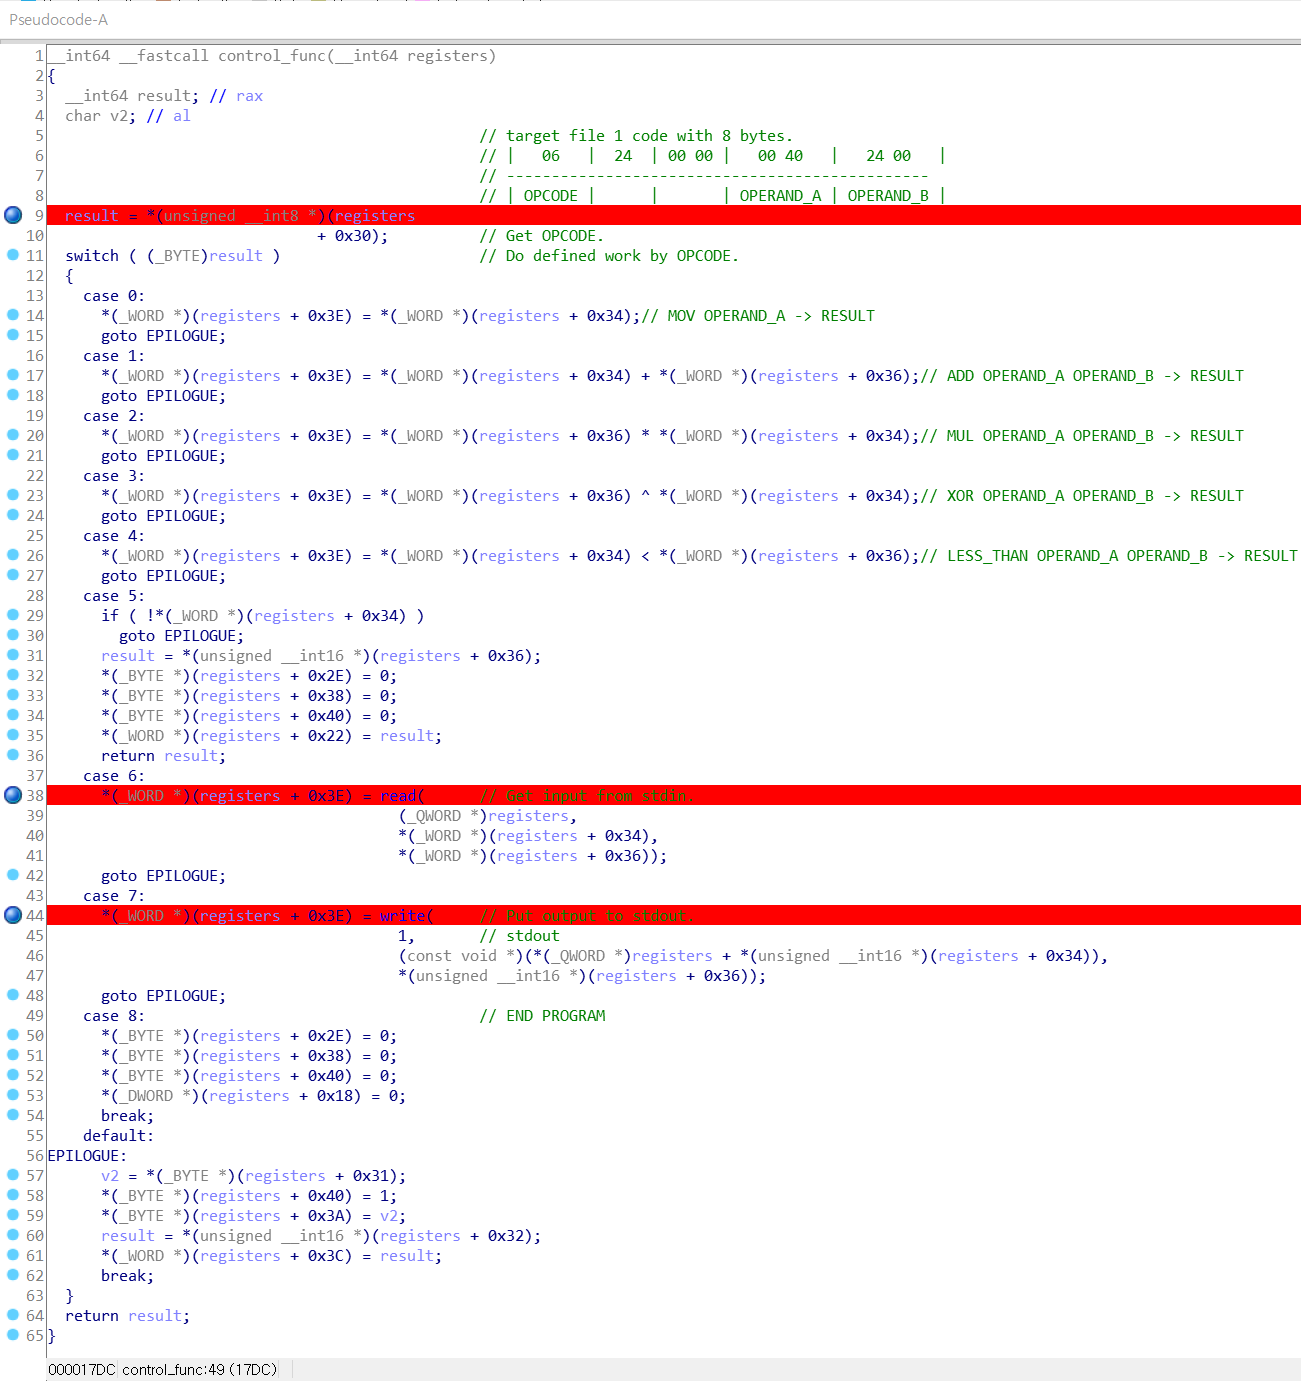 Pseudocode-A
1 __int64 __fastcall control_func(__int64 registers)
2 {
3   __int64 result; // rax
4   char v2; // al
5                                                 // target file 1 code with 8 bytes.
6                                                 // |   06   |  24  | 00 00 |   00 40   |   24 00   |
7                                                 // -----------------------------------------------
8                                                 // | OPCODE |      |       | OPERAND_A | OPERAND_B |
9   result = *(unsigned __int8 *)(registers
10                               + 0x30);          // Get OPCODE.
11   switch ( (_BYTE)result )                      // Do defined work by OPCODE.
12   {
13     case 0:
14       *(_WORD *)(registers + 0x3E) = *(_WORD *)(registers + 0x34);// MOV OPERAND_A -> RESULT
15       goto EPILOGUE;
16     case 1:
17       *(_WORD *)(registers + 0x3E) = *(_WORD *)(registers + 0x34) + *(_WORD *)(registers + 0x36);// ADD OPERAND_A OPERAND_B -> RESULT
18       goto EPILOGUE;
19     case 2:
20       *(_WORD *)(registers + 0x3E) = *(_WORD *)(registers + 0x36) * *(_WORD *)(registers + 0x34);// MUL OPERAND_A OPERAND_B -> RESULT
21       goto EPILOGUE;
22     case 3:
23       *(_WORD *)(registers + 0x3E) = *(_WORD *)(registers + 0x36) ^ *(_WORD *)(registers + 0x34);// XOR OPERAND_A OPERAND_B -> RESULT
24       goto EPILOGUE;
25     case 4:
26       *(_WORD *)(registers + 0x3E) = *(_WORD *)(registers + 0x34) < *(_WORD *)(registers + 0x36);// LESS_THAN OPERAND_A OPERAND_B -> RESULT
27       goto EPILOGUE;
28     case 5:
29       if ( !*(_WORD *)(registers + 0x34) )
30         goto EPILOGUE;
31       result = *(unsigned __int16 *)(registers + 0x36);
32       *(_BYTE *)(registers + 0x2E) = 0;
33       *(_BYTE *)(registers + 0x38) = 0;
34       *(_BYTE *)(registers + 0x40) = 0;
35       *(_WORD *)(registers + 0x22) = result;
36       return result;
37     case 6:
38       *(_WORD *)(registers + 0x3E) = read(      // Get input from stdin.
39                                        (_QWORD *)registers,
40                                        *(_WORD *)(registers + 0x34),
41                                        *(_WORD *)(registers + 0x36));
42       goto EPILOGUE;
43     case 7:
44       *(_WORD *)(registers + 0x3E) = write(     // Put output to stdout.
45                                        1,       // stdout
46                                        (const void *)(*(_QWORD *)registers + *(unsigned __int16 *)(registers + 0x34)),
47                                        *(unsigned __int16 *)(registers + 0x36));
48       goto EPILOGUE;
49     case 8:                                     // END PROGRAM
50       *(_BYTE *)(registers + 0x2E) = 0;
51       *(_BYTE *)(registers + 0x38) = 0;
52       *(_BYTE *)(registers + 0x40) = 0;
53       *(_DWORD *)(registers + 0x18) = 0;
54       break;
55     default:
56 EPILOGUE:
57       v2 = *(_BYTE *)(registers + 0x31);
58       *(_BYTE *)(registers + 0x40) = 1;
59       *(_BYTE *)(registers + 0x3A) = v2;
60       result = *(unsigned __int16 *)(registers + 0x32);
61       *(_WORD *)(registers + 0x3C) = result;
62       break;
63   }
64   return result;
65 }
000017DC control_func:49 (17DC)